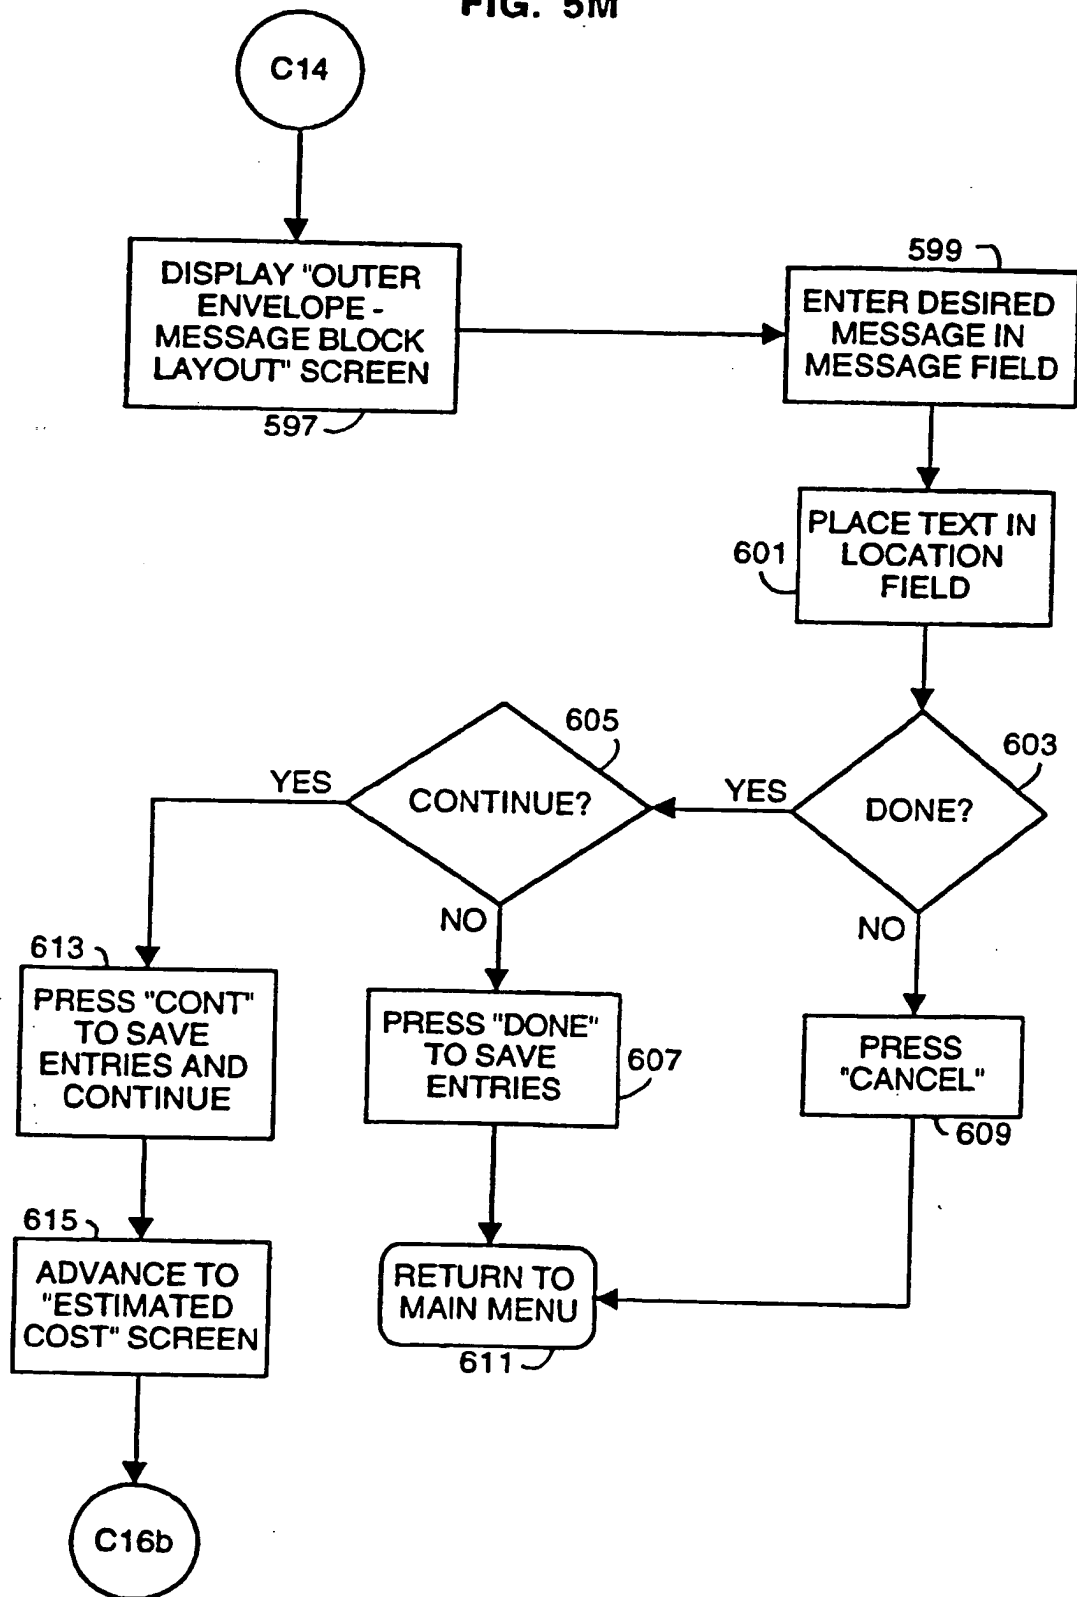 FIG. 5M
C14
DISPLAY "OUTER
ENVELOPE -
MESSAGE BLOCK
LAYOUT" SCREEN
597
599
ENTER DESIRED
MESSAGE IN
MESSAGE FIELD
601
PLACE TEXT IN
LOCATION
FIELD
603
DONE?
YES
NO
605
CONTINUE?
YES
NO
613
PRESS "CONT"
TO SAVE
ENTRIES AND
CONTINUE
PRESS "DONE"
TO SAVE
ENTRIES
607
PRESS
"CANCEL"
609
615
ADVANCE TO
"ESTIMATED
COST" SCREEN
RETURN TO
MAIN MENU
611
C16b